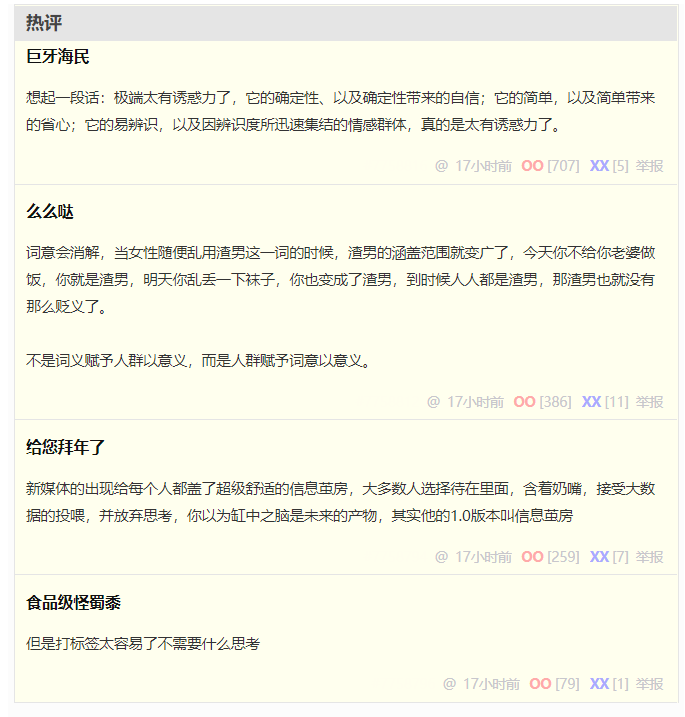 热评
巨牙海民
想起一段话：极端太有诱惑力了，它的确定性、以及确定性带来的自信；它的简单，以及简单带来
的省心；它的易辨识，以及因辨识度所迅速集结的情感群体，真的是太有诱惑力了。
@ 17小时前 OO [707] XX [5] 举报
么么哒
词意会消解，当女性随便乱用渣男这一词的时候，渣男的涵盖范围就变广了，今天你不给你老婆做
饭，你就是渣男，明天你乱丢一下袜子，你也变成了渣男，到时候人人都是渣男，那渣男也就没有
那么贬义了。
不是词义赋予人群以意义，而是人群赋予词意以意义。
@ 17小时前 OO [386] XX [11] 举报
给您拜年了
新媒体的出现给每个人都盖了超级舒适的信息茧房，大多数人选择待在里面，含着奶嘴，接受大数
据的投喂，并放弃思考，你以为缸中之脑是未来的产物，其实他的1.0版本叫信息茧房
@ 17小时前 OO [259] XX [7] 举报
食品级怪蜀黍
但是打标签太容易了不需要什么思考
@ 17小时前 OO [79] XX [1] 举报